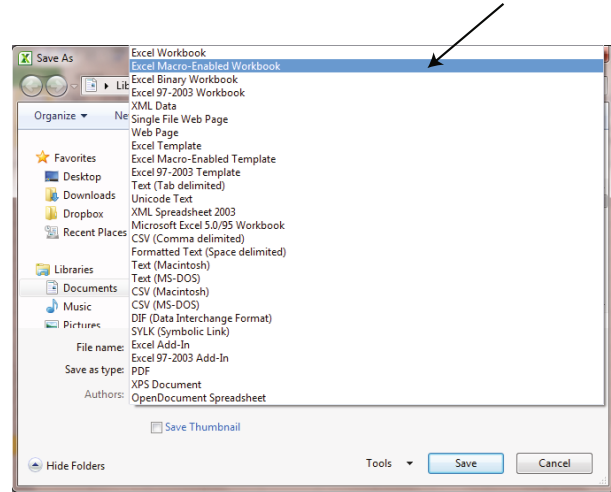 Save As
Excel Workbook
Excel Macro-Enabled Workbook
Excel Binary Workbook
Excel 97-2003 Workbook
XML Data
Single File Web Page
Web Page
Excel Template
Excel Macro-Enabled Template
Excel 97-2003 Template
Text (Tab delimited)
Unicode Text
XML Spreadsheet 2003
Microsoft Excel 5.0/95 Workbook
CSV (Comma delimited)
Formatted Text (Space delimited)
Text (Macintosh)
Text (MS-DOS)
CSV (Macintosh)
CSV (MS-DOS)
DIF (Data Interchange Format)
SYLK (Symbolic Link)
Excel Add-In
Excel 97-2003 Add-In
PDF
XPS Document
OpenDocument Spreadsheet
Lib
Organize
Ne
Favorites
Desktop
Downloads
Dropbox
Recent Places
Libraries
Documents
Music
Pictures
File name:
Save as type:
Authors:
Save Thumbnail
Hide Folders
Tools
Save
Cancel